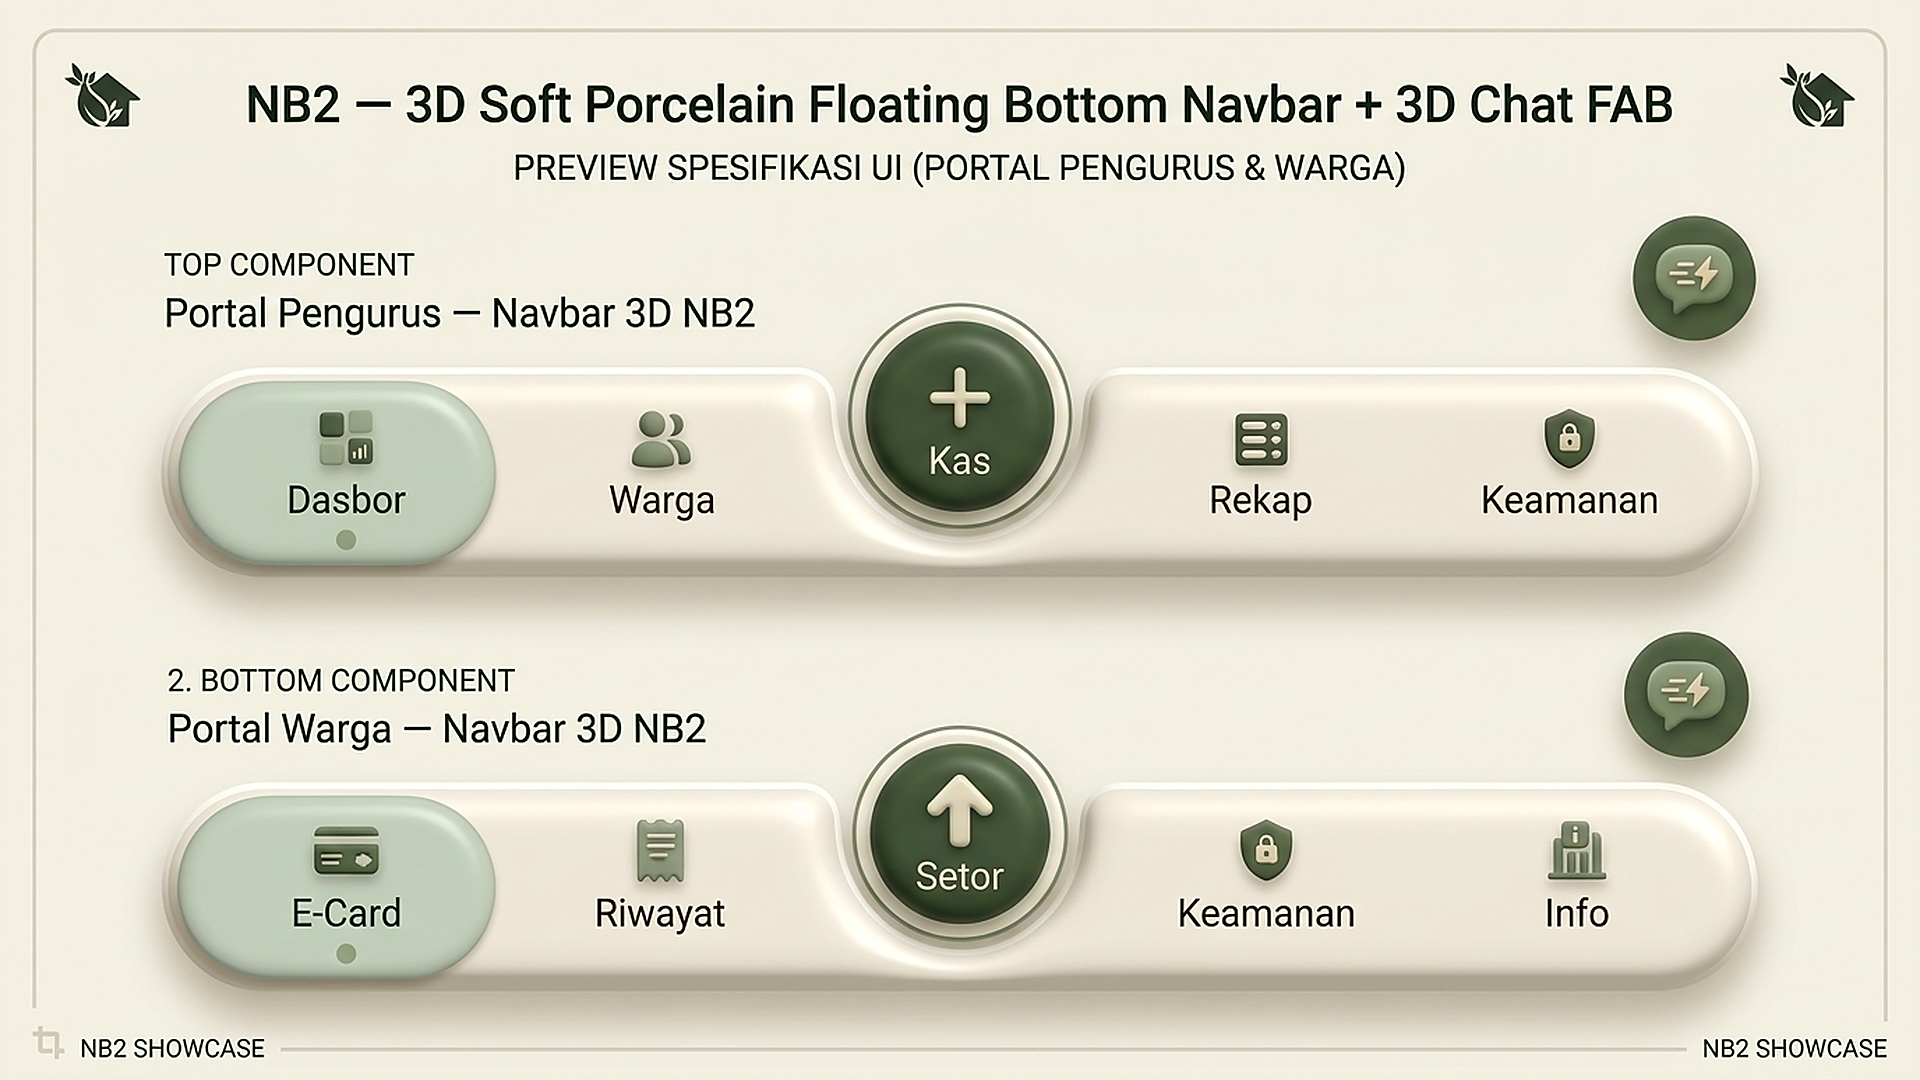 NB2 — 3D Soft Porcelain Floating Bottom Navbar + 3D Chat FAB
PREVIEW SPESIFIKASI UI (PORTAL PENGURUS & WARGA)
TOP COMPONENT
Portal Pengurus — Navbar 3D NB2
Dasbor
Warga
Kas
Rekap
Keamanan
2. BOTTOM COMPONENT
Portal Warga — Navbar 3D NB2
E-Card
Riwayat
Setor
Keamanan
Info
NB2 SHOWCASE
NB2 SHOWCASE